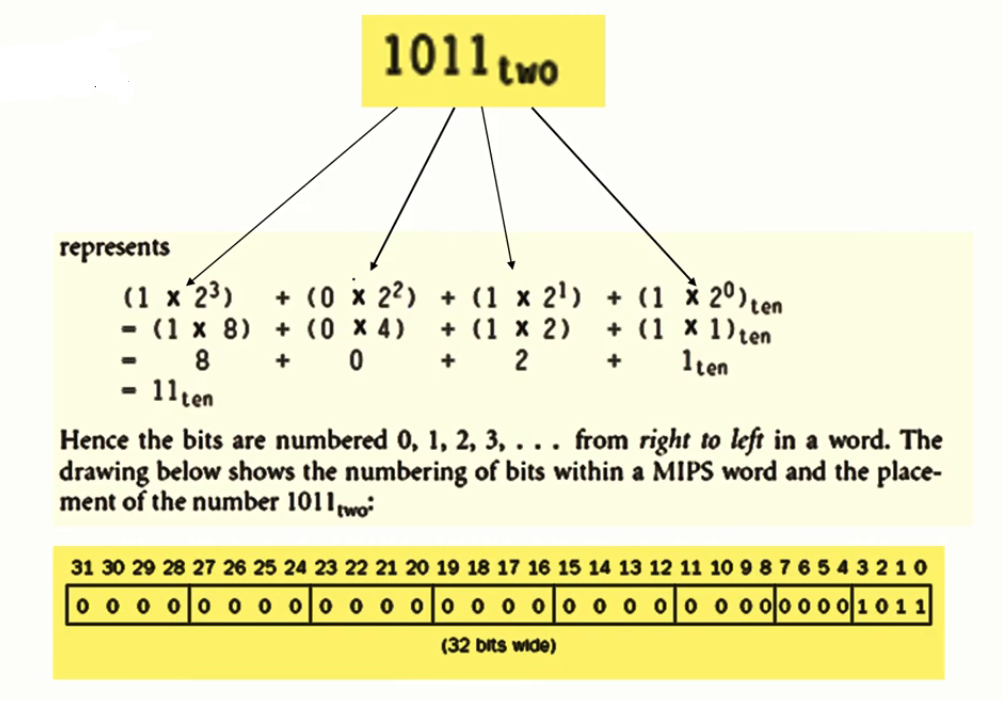 1011two
represents
(1 x 2³) + (0 x 2²) + (1 x 2¹) + (1 x 2⁰)ten
= (1 x 8) + (0 x 4) + (1 x 2) + (1 x 1)ten
= 8 + 0 + 2 + 1ten
= 11ten
Hence the bits are numbered 0, 1, 2, 3, . . . from right to left in a word. The
drawing below shows the numbering of bits within a MIPS word and the place-
ment of the number 1011two:
31 30 29 28 27 26 25 24 23 22 21 20 19 18 17 16 15 14 13 12 11 10 9 8 7 6 5 4 3 2 1 0
0 0 0 0 0 0 0 0 0 0 0 0 0 0 0 0 0 0 0 0 0 0 0 0 0 0 0 0 1 0 1 1
(32 bits wide)